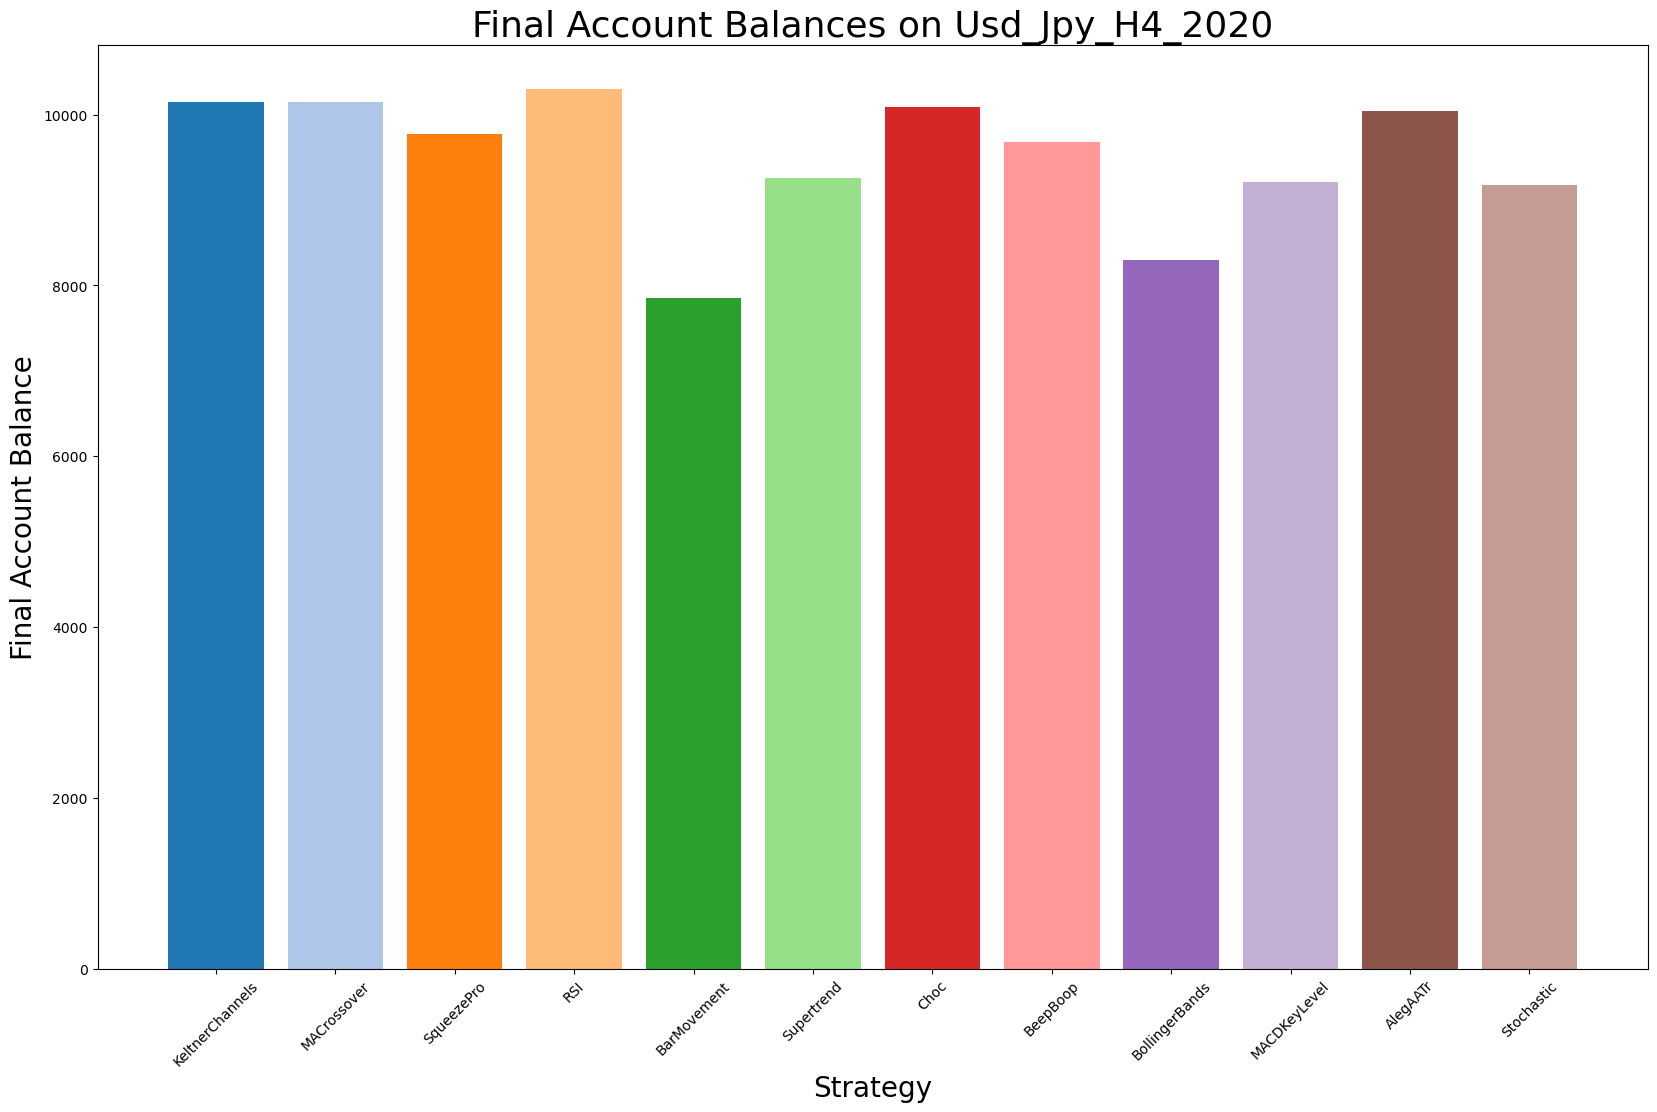 Final Account Balances on Usd_Jpy_H4_2020
Final Account Balance
10000
8000
6000
4000
2000
0
KeltnerChannels
MACrossover
SqueezePro
RSI
BarMovement
Supertrend
Choc
BeepBoop
BollingerBands
MACDKeyLevel
AlegAATr
Stochastic
Strategy